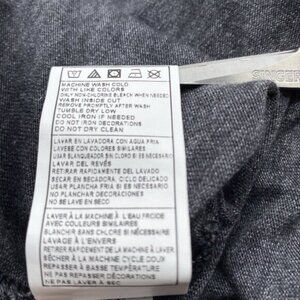 MACHINE WASH COLD
WITH LIKE COLORS
ONLY NON-CHLORINE BLEACH WHEN NEEDED
WASH INSIDE OUT
REMOVE PROMPTLY AFTER WASH
TUMBLE DRY LOW
COOL IRON IF NEEDED
DO NOT IRON DECORATIONS
DO NOT DRY CLEAN
LAVAR EN LAVADORA CON AGUA FRIA
LAVESE CON COLORES SIMILARES
USAR BLANQUEADOR SIN CLORO SI ES NECESARIO
LAVAR DEL REVÉS
RETIRAR RAPIDAMENTE DEL LAVADO
SECAR EN SECADORA, CICLO DELICADO
USAR PLANCHA FRIA SI ES NECESARIO
NO PLANCHAR DECORACIONES
NO SE LAVE EN SECO
LAVER À LA MACHINE À L'EAU FROIDE
AVEC COULEURS SIMILAIRES
BLANCHIR SANS CHLORE SI NÉCESSAIRE
LAVAGE À L'ENVERS
RETIRER RAPIDEMENT DE LA MACHINE À LAVER
SÉCHER À LA MACHINE CYCLE DOUX
REPASSER À BASSE TEMPÉRATURE
NE PAS REPASSER LES DÉCORATIONS
NE PAS LAVER À SEC
SINGER